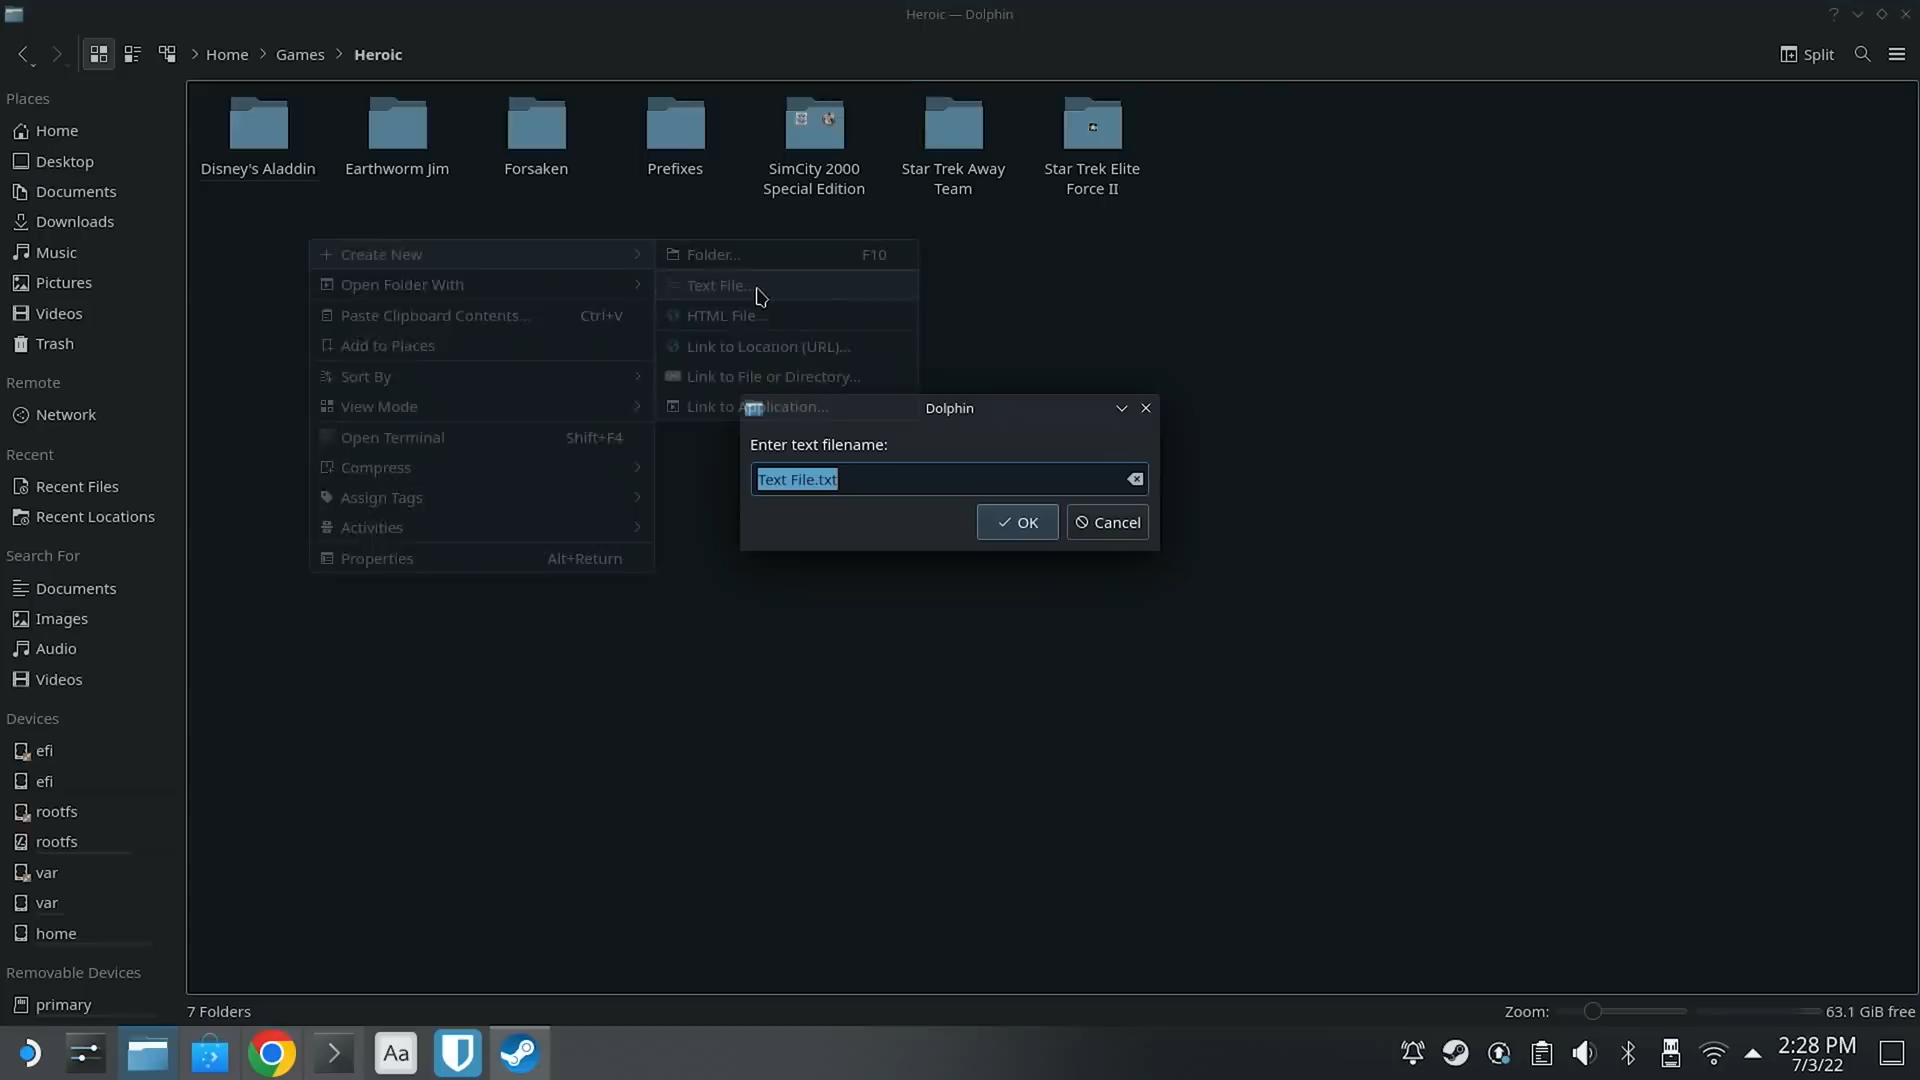 Heroic — Dolphin
Home > Games > Heroic
Split
Places
Home
Desktop
Documents
Downloads
Music
Pictures
Videos
Trash
Remote
Network
Recent
Recent Files
Recent Locations
Search For
Documents
Images
Audio
Videos
Devices
efi
efi
rootfs
rootfs
var
var
home
Removable Devices
primary
Disney's Aladdin
Earthworm Jim
Forsaken
Prefixes
SimCity 2000
Special Edition
Star Trek Away
Team
Star Trek Elite
Force II
Create New
Open Folder With
Paste Clipboard Contents... Ctrl+V
Add to Places
Sort By
View Mode
Open Terminal Shift+F4
Compress
Assign Tags
Activities
Properties Alt+Return
Folder... F10
Text File...
HTML File...
Link to Location (URL)...
Link to File or Directory...
Link to Application...
Dolphin
Enter text filename:
Text File.txt
OK
Cancel
7 Folders
Zoom:
63.1 GiB free
Aa
2:28 PM
7/3/22